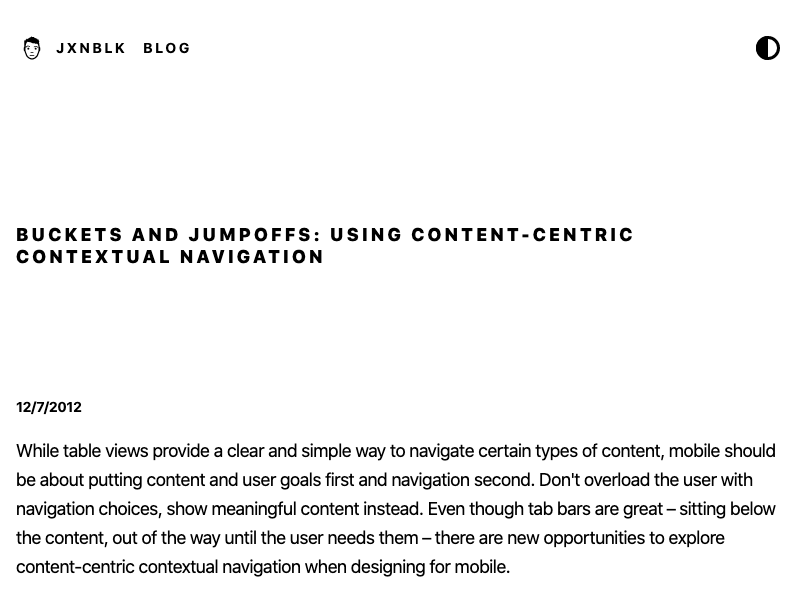 JXNBLK BLOG
BUCKETS AND JUMPOFFS: USING CONTENT-CENTRIC
CONTEXTUAL NAVIGATION
12/7/2012
While table views provide a clear and simple way to navigate certain types of content, mobile should
be about putting content and user goals first and navigation second. Don't overload the user with
navigation choices, show meaningful content instead. Even though tab bars are great – sitting below
the content, out of the way until the user needs them – there are new opportunities to explore
content-centric contextual navigation when designing for mobile.